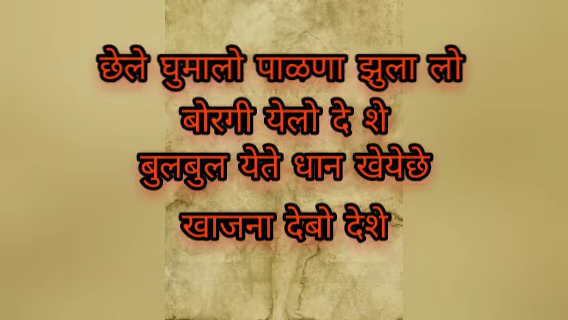 छेले घुमालो पाळणा झुला लो
बोरगी येलो दे शे
बुलबुल येते धान खेयेछे
खाजना देबो देशे